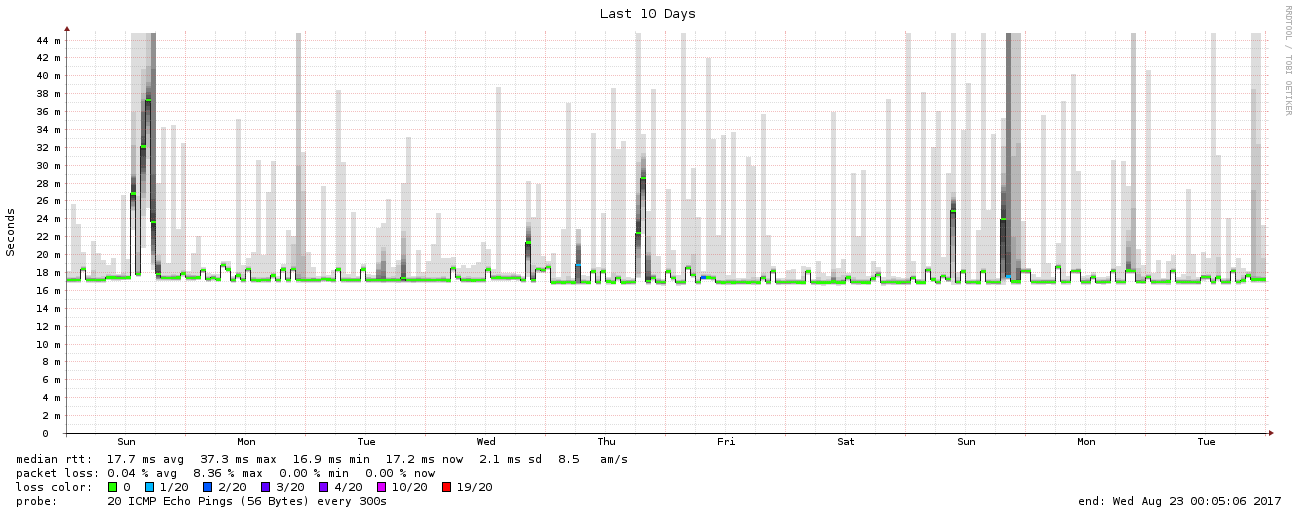 Last 10 Days
RRDTOOL / TOBI OETIKER
Seconds
44 m
42 m
40 m
38 m
36 m
34 m
32 m
30 m
28 m
26 m
24 m
22 m
20 m
18 m
16 m
14 m
12 m
10 m
8 m
6 m
4 m
2 m
0
Sun Mon Tue Wed Thu Fri Sat Sun Mon Tue
median rtt: 17.7 ms avg 37.3 ms max 16.9 ms min 17.2 ms now 2.1 ms sd 8.5 am/s
packet loss: 0.04 % avg 8.36 % max 0.00 % min 0.00 % now
loss color: 0 1/20 2/20 3/20 4/20 10/20 19/20
probe: 20 ICMP Echo Pings (56 Bytes) every 300s end: Wed Aug 23 00:05:06 2017